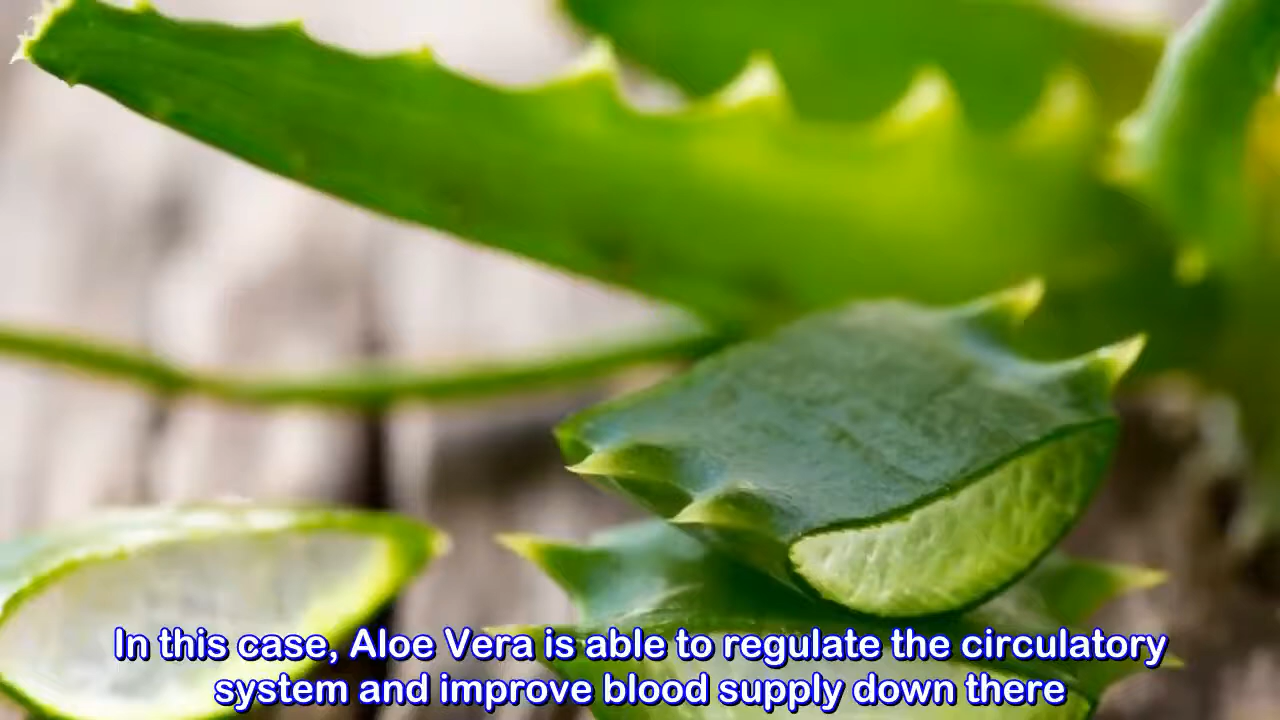 In this case, Aloe Vera is able to regulate the circulatory
system and improve blood supply down there